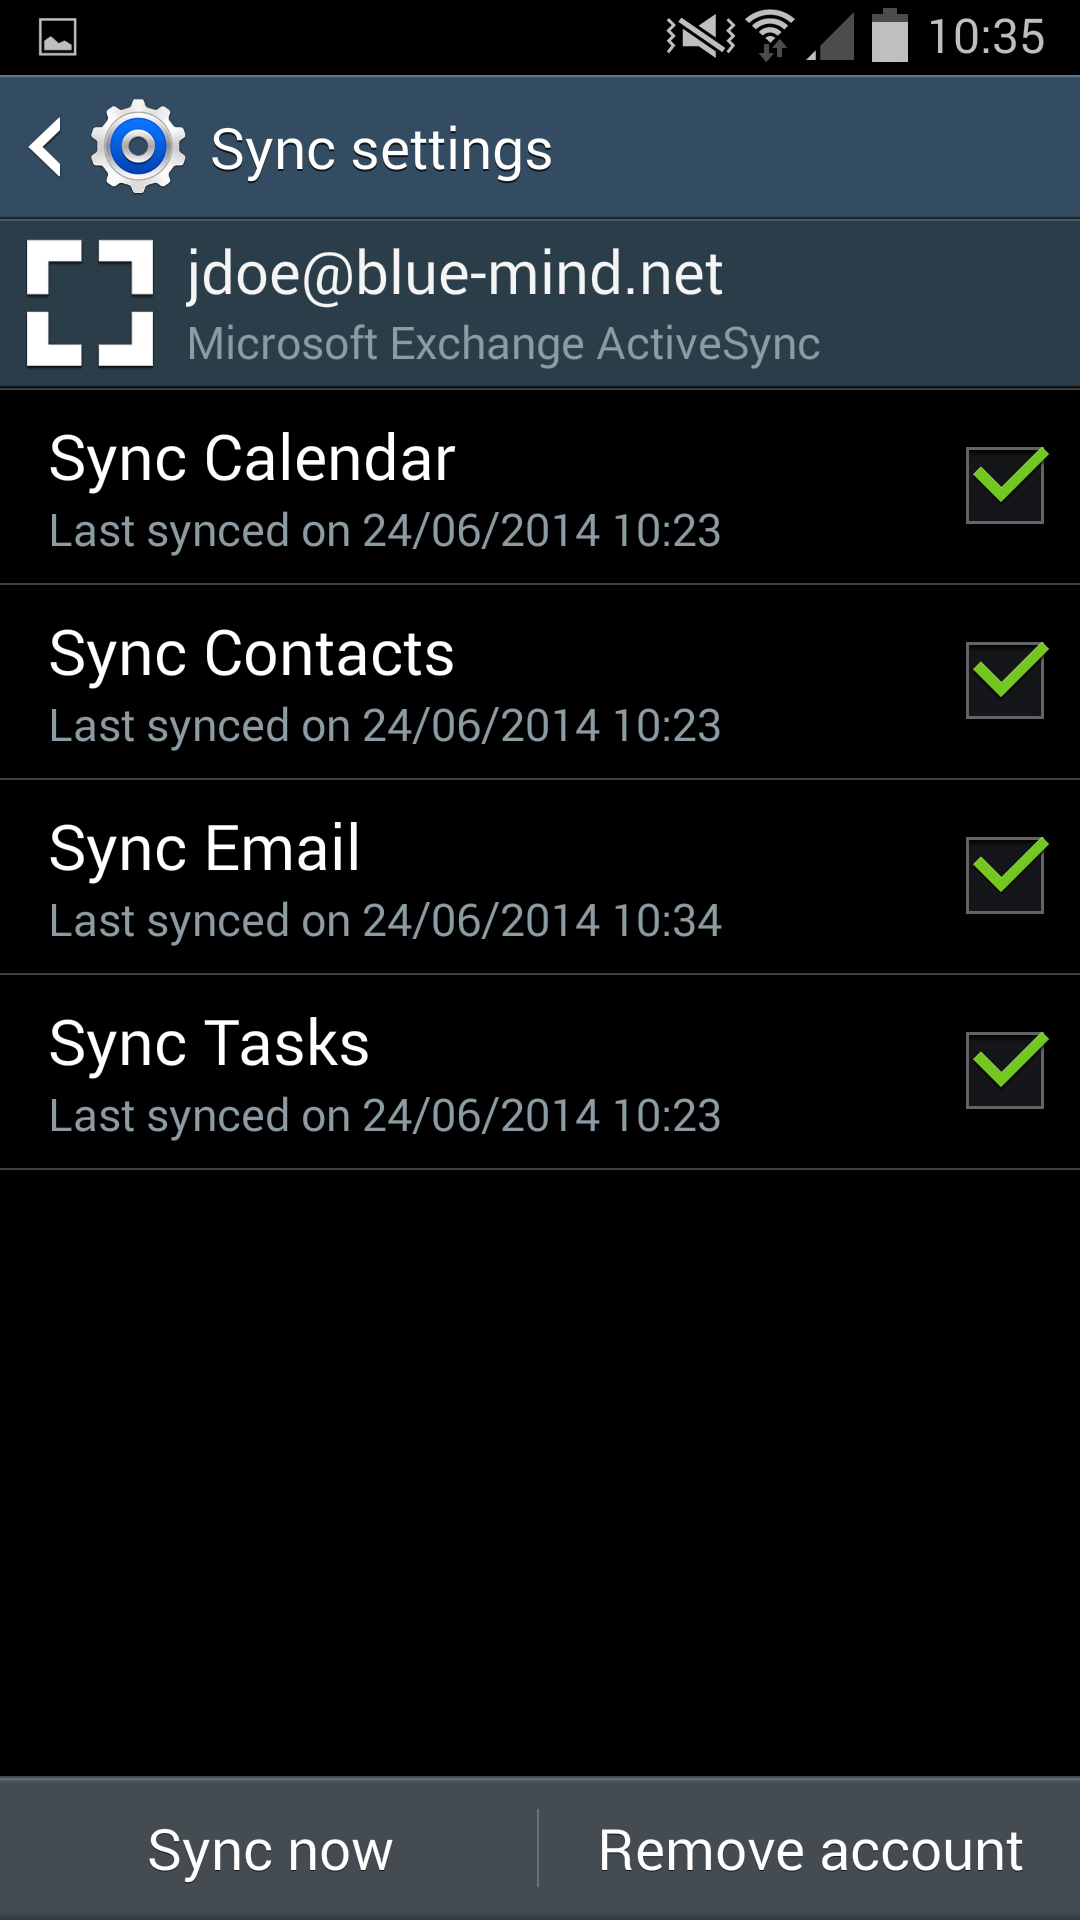 10:35
Sync settings
jdoe@blue-mind.net
Microsoft Exchange ActiveSync
Sync Calendar
Last synced on 24/06/2014 10:23
Sync Contacts
Last synced on 24/06/2014 10:23
Sync Email
Last synced on 24/06/2014 10:34
Sync Tasks
Last synced on 24/06/2014 10:23
Sync now
Remove account